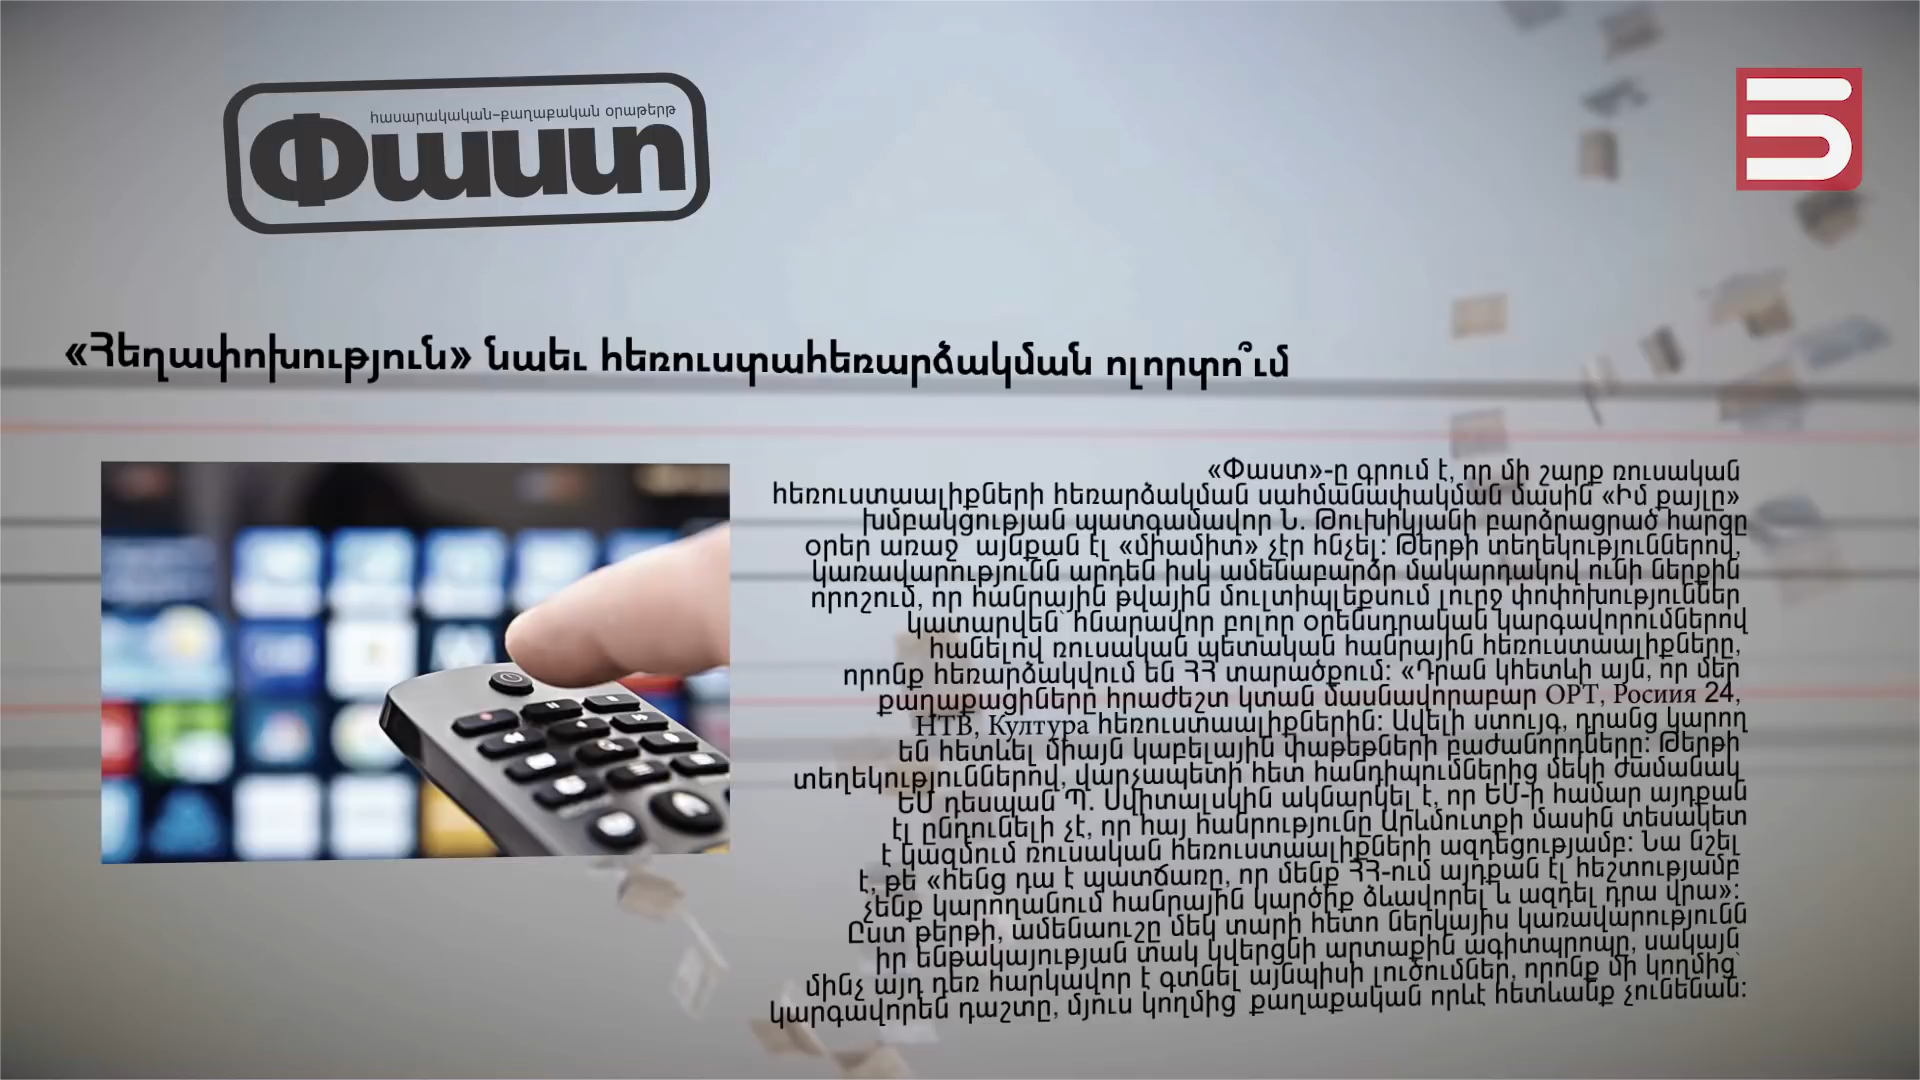 հասարակական-քաղաքական օրաթերթ
Փաստ
«Հեղափոխություն» նաեւ հեռուստահեռարձակման ոլորտո՞ւմ
«Փաստ»-ը գրում է, որ մի շարք ռուսական
հեռուստաալիքների հեռարձակման սահմանափակման մասին «Իմ քայլը»
խմբակցության պատգամավոր Ն. Թուխիկյանի բարձրացրած հարցը
օրեր առաջ այնքան էլ «միամիտ» չէր հնչել: Թերթի տեղեկություններով,
կառավարությունն արդեն իսկ ամենաբարձր մակարդակով ունի ներքին
որոշում, որ հանրային թվային մուլտիպլեքսում լուրջ փոփոխություններ
կատարվեն՝ հնարավոր բոլոր օրենսդրական կարգավորումներով
հանելով ռուսական պետական հանրային հեռուստաալիքները,
որոնք հեռարձակվում են ՀՀ տարածքում: «Դրան կհետևի այն, որ մեր
քաղաքացիները հրաժեշտ կտան մասնավորաբար ОРТ, Росиия 24,
НТВ, Култура հեռուստաալիքներին: Ավելի ստույգ, դրանց կարող
են հետևել միայն կաբելային փաթեթների բաժանորդները: Թերթի
տեղեկություններով, վարչապետի հետ հանդիպումներից մեկի ժամանակ
ԵՄ դեսպան Պ. Սվիտալսկին ակնարկել է, որ ԵՄ-ի համար այդքան
էլ ընդունելի չէ, որ հայ հանրությունը Արևմուտքի մասին տեսակետ
է կազմում ռուսական հեռուստաալիքների ազդեցությամբ: Նա նշել
է, թե «հենց դա է պատճառը, որ մենք ՀՀ-ում այդքան էլ հեշտությամբ
չենք կարողանում հանրային կարծիք ձևավորել և ազդել դրա վրա»:
Ըստ թերթի, ամենաուշը մեկ տարի հետո ներկայիս կառավարությունն
իր ենթակայության տակ կվերցնի արտաքին ագիտպրոպը, սակայն
մինչ այդ դեռ հարկավոր է գտնել այնպիսի լուծումներ, որոնք մի կողմից՝
կարգավորեն դաշտը, մյուս կողմից՝ քաղաքական որևէ հետևանք չունենան: